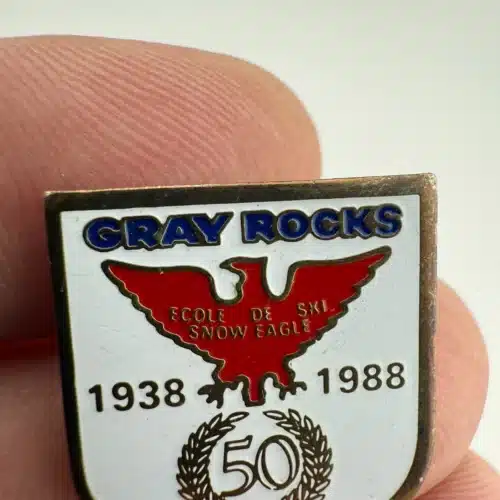 GRAY ROCKS
ECOLE DE SKI
SNOW EAGLE
1938 1988
50